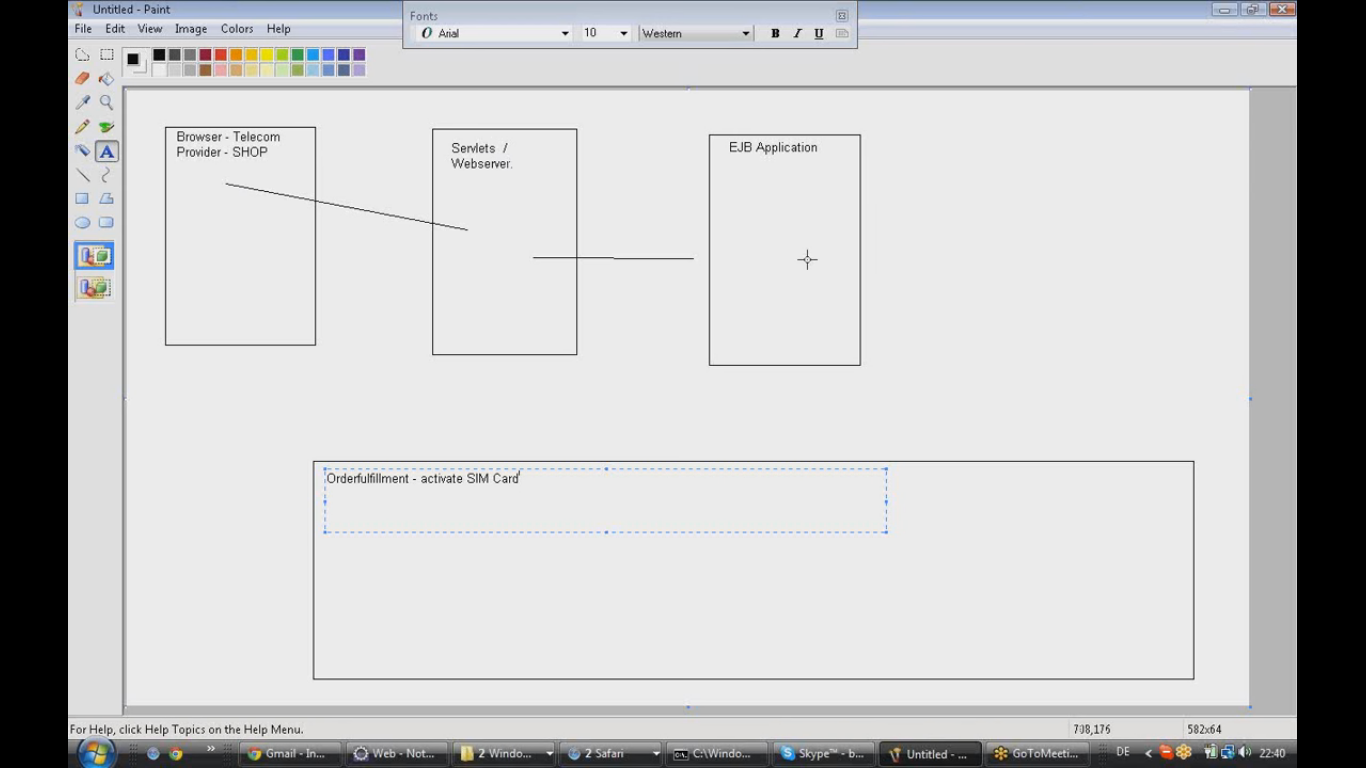 Untitled - Paint
Fonts
File Edit View Image Colors Help
Arial 10 Western B I U
Browser - Telecom
Provider - SHOP
Servlets /
Webserver.
EJB Application
Orderfulfillment - activate SIM Card
For Help, click Help Topics on the Help Menu.
708,176 582x64
Gmail - In... Web - Not... 2 Windo... 2 Safari C:\Windo... Skype™ - b... Untitled - ... GoToMeeti... DE 22:40